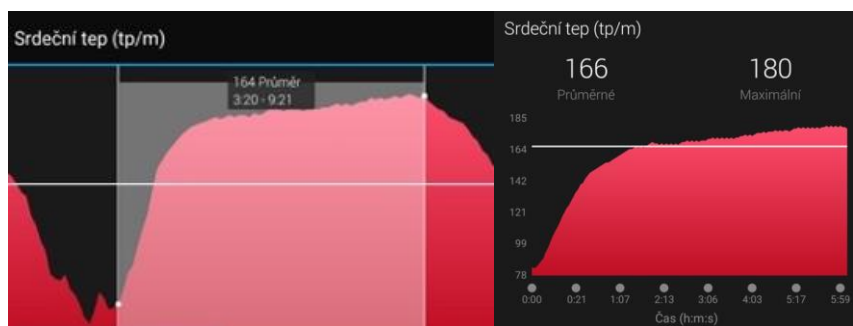 Srdeční tep (tp/m)
164 Průměr
3:20 - 9:21
Srdeční tep (tp/m)
166 180
Průměrné Maximální
185
164
142
121
99
78
0:00 0:21 1:07 2:13 3:06 4:03 5:17 5:59
Čas (h:m:s)